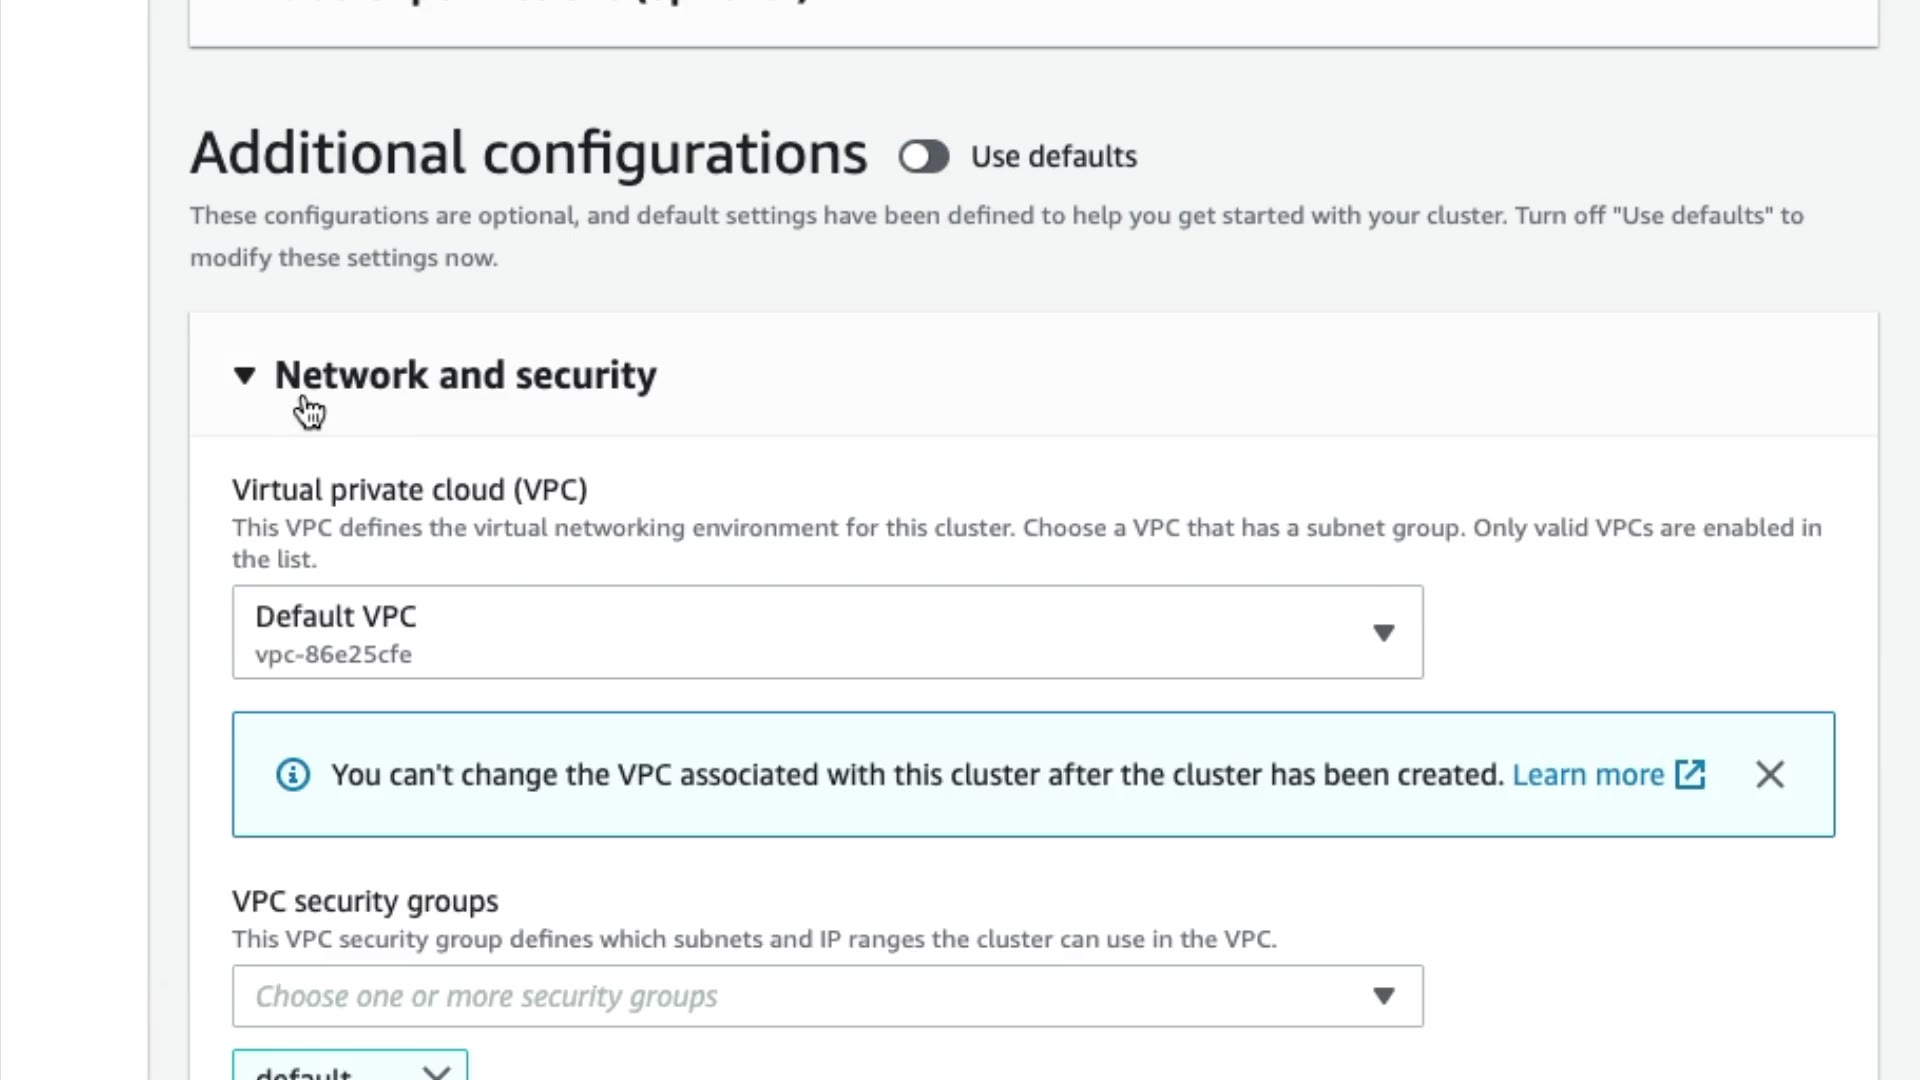 Additional configurations Use defaults
These configurations are optional, and default settings have been defined to help you get started with your cluster. Turn off "Use defaults" to
modify these settings now.
Network and security
Virtual private cloud (VPC)
This VPC defines the virtual networking environment for this cluster. Choose a VPC that has a subnet group. Only valid VPCs are enabled in
the list.
Default VPC
vpc-86e25cfe
You can't change the VPC associated with this cluster after the cluster has been created. Learn more
VPC security groups
This VPC security group defines which subnets and IP ranges the cluster can use in the VPC.
Choose one or more security groups
default